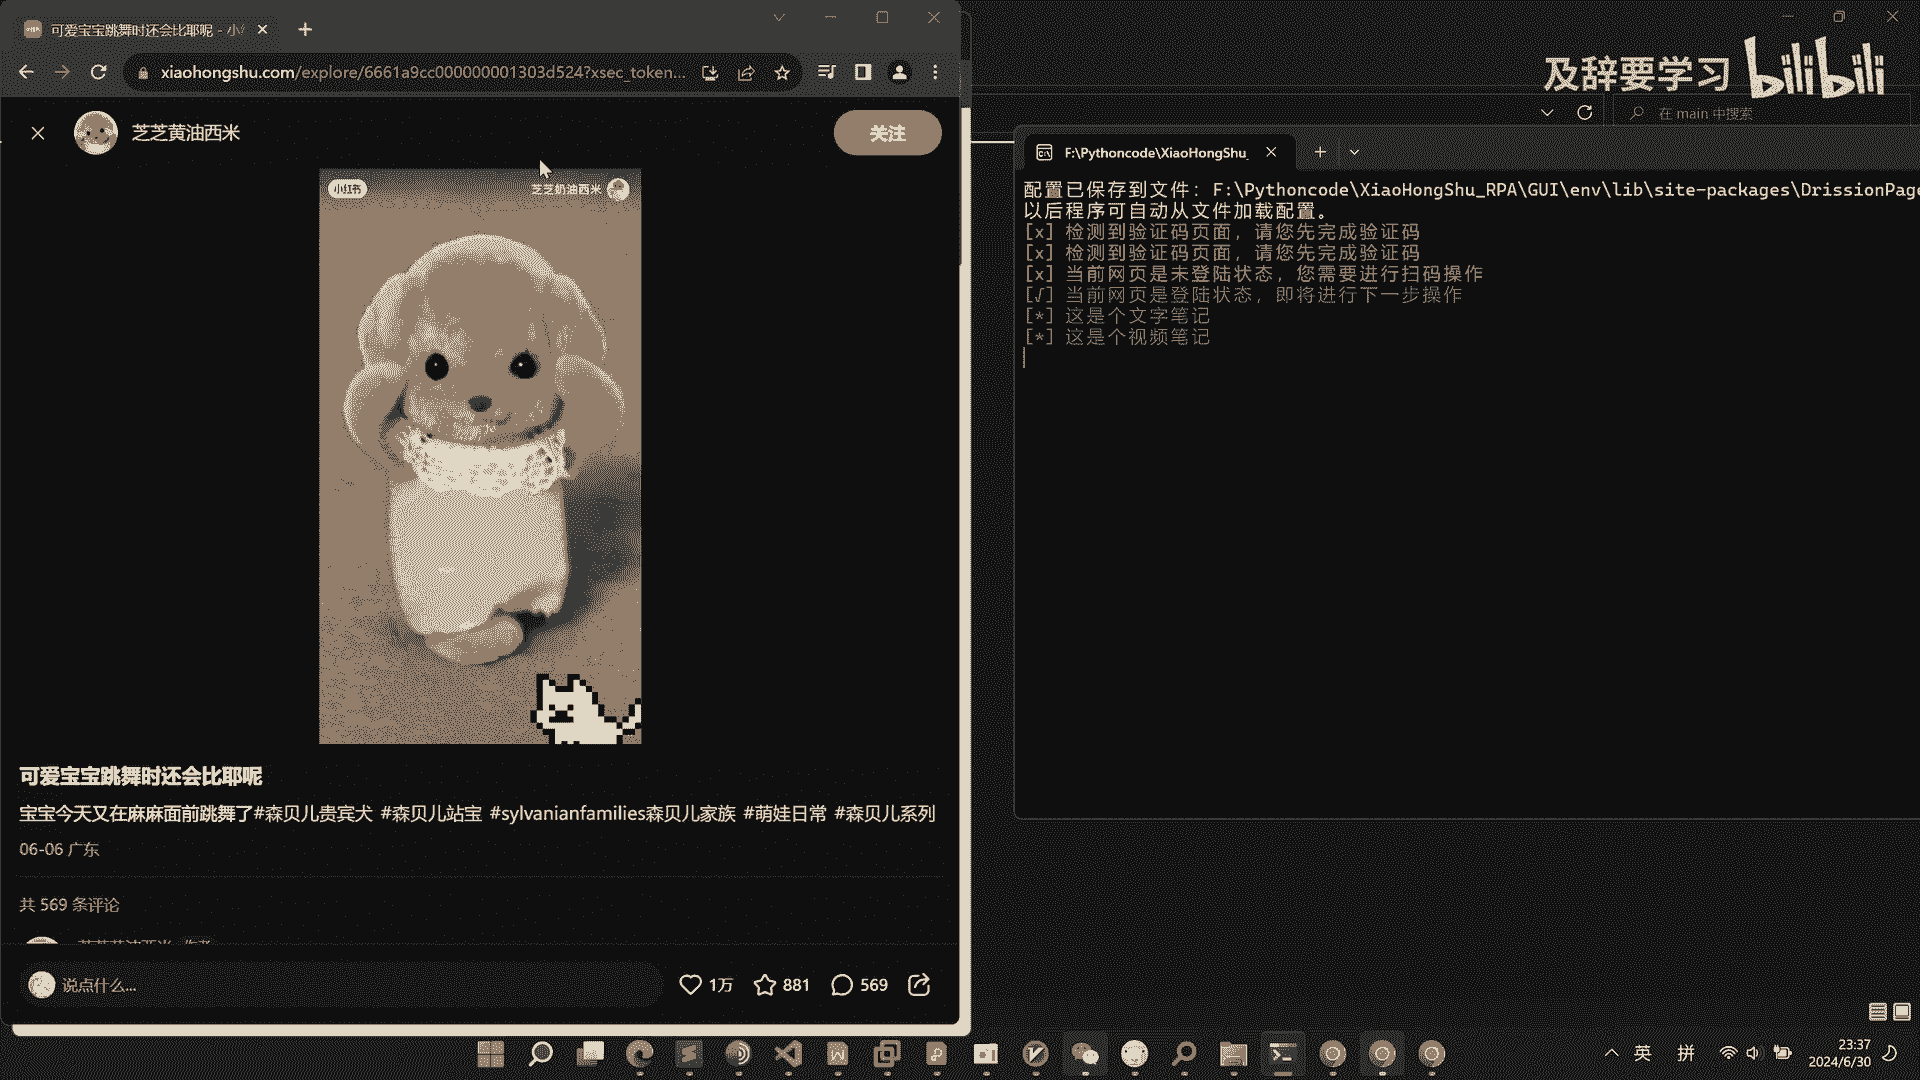 可爱宝宝跳舞时还会比耶呢 - 小
xiaohongshu.com/explore/6661a9cc000000001303d524?xsec_token...
芝芝黄油西米
关注
小红书
芝芝奶油西米
可爱宝宝跳舞时还会比耶呢
宝宝今天又在麻麻面前跳舞了#森贝儿贵宾犬 #森贝儿站宝 #sylvanianfamilies森贝儿家族 #萌娃日常 #森贝儿系列
06-06 广东
共 569 条评论
说点什么...
1万
881
569
及辞要学习
bilibili
在 main 中搜索
F:\Pythoncode\XiaoHongShu_
配置已保存到文件: F:\Pythoncode\XiaoHongShu_RPA\GUI\env\lib\site-packages\DrissionPage
以后程序可自动从文件加载配置。
[x] 检测到验证码页面，请您先完成验证码
[x] 检测到验证码页面，请您先完成验证码
[x] 当前网页是未登陆状态，您需要进行扫码操作
[√] 当前网页是登陆状态，即将进行下一步操作
[*] 这是个文字笔记
[*] 这是个视频笔记
英
拼
23:37
2024/6/30